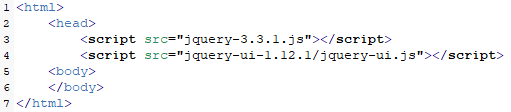 1 <html>
2     <head>
3         <script src="jquery-3.3.1.js"></script>
4         <script src="jquery-ui-1.12.1/jquery-ui.js"></script>
5     <body>
6     </body>
7 </html>